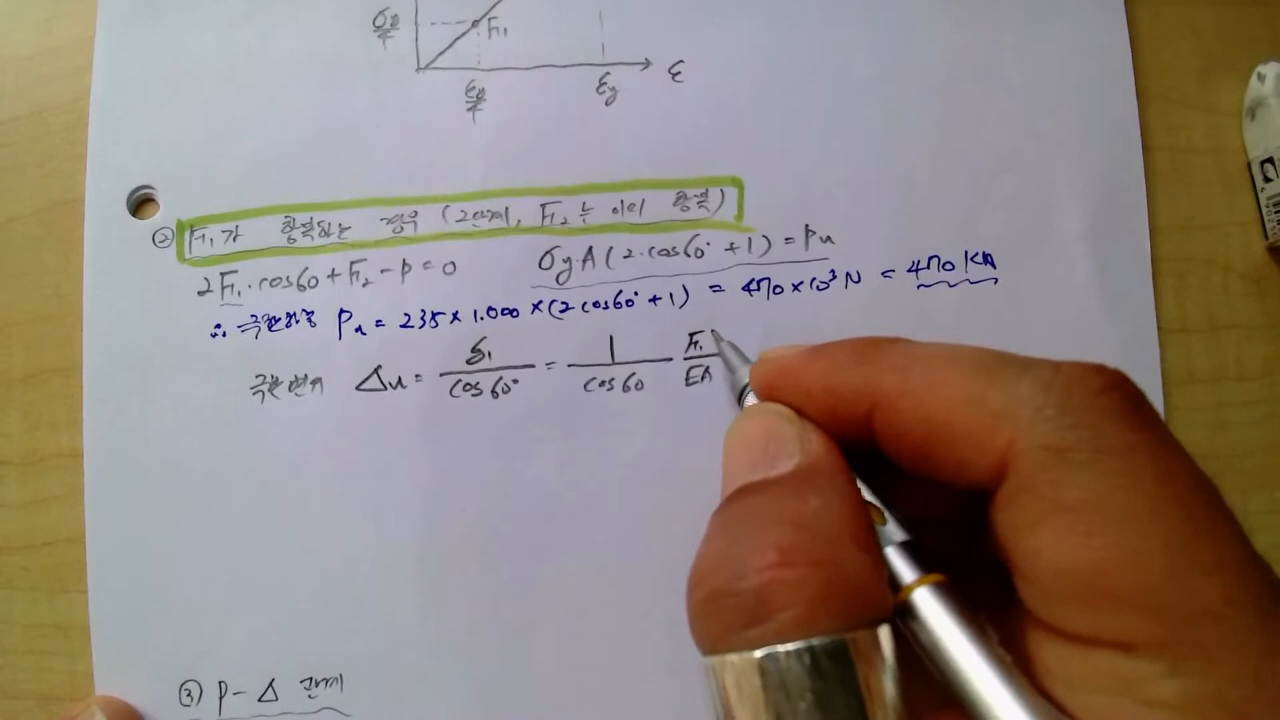 σy/4 F₁
εy/4 εy ε
② F₁가 항복하는 경우 (2단계, F₂는 이미 항복)
2F₁·cos60 + F₂ - P = 0 σy·A(2·cos60° + 1) = Pu
∴ 극한하중 Pu = 235 × 1.000 × (2cos60° + 1) = 470 × 10³ N = 470 KN
극한변위 Δu = δ₁/cos60° = 1/cos60 F₁/EA
③ P - Δ 관계